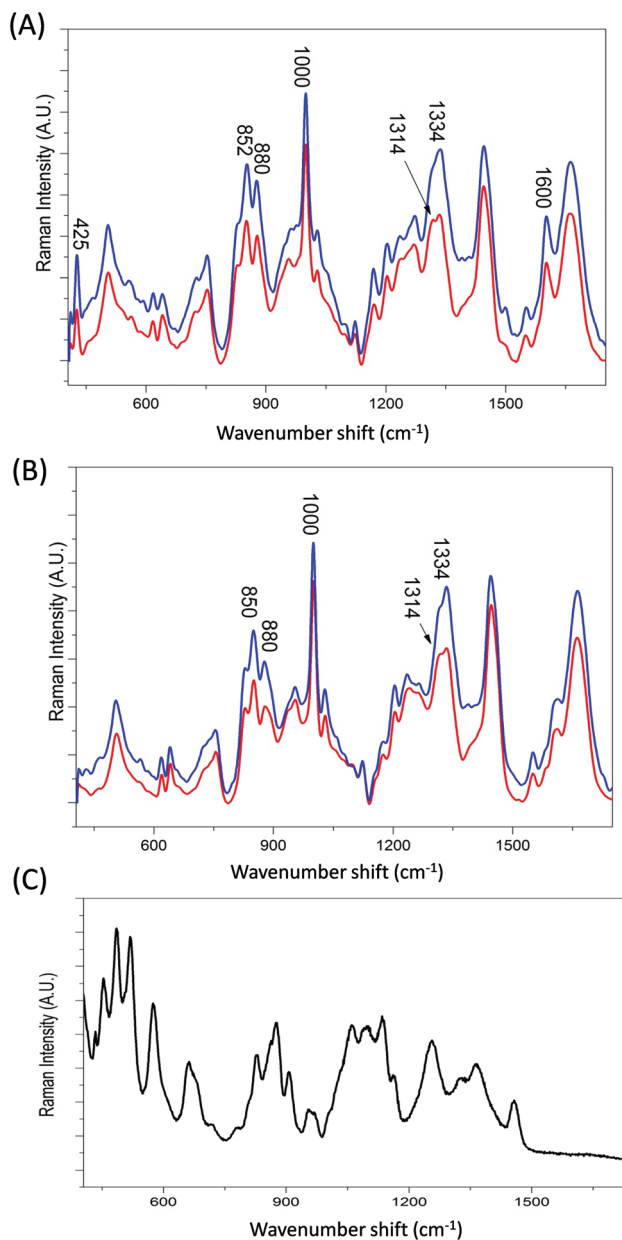 (A)
1000
1334
852
880
1314
1600
425
Raman Intensity (A.U.)
600 900 1200 1500
Wavenumber shift (cm⁻¹)
(B)
1000
1334
850
880
1314
Raman Intensity (A.U.)
600 900 1200 1500
Wavenumber shift (cm⁻¹)
(C)
Raman Intensity (A.U.)
600 900 1200 1500
Wavenumber shift (cm⁻¹)